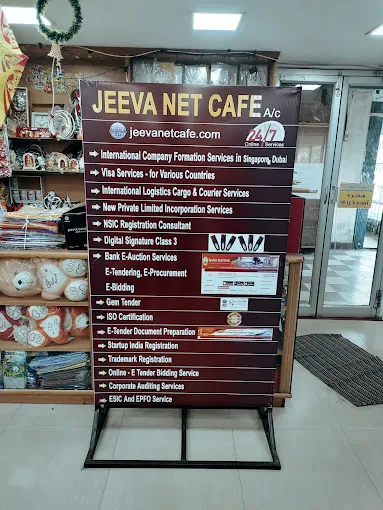 JEEVA NET CAFE A/c
jeevanetcafe.com
24/7
Online Services
International Company Formation Services in Singapore, Dubai
Visa Services - for Various Countries
International Logistics Cargo & Courier Services
New Private Limited Incorporation Services
NSIC Registration Consultant
Digital Signature Class 3
Bank E-Auction Services
E-Tendering, E-Procurement
E-Bidding
Gem Tender
ISO Certification
E-Tender Document Preparation
Startup India Registration
Trademark Registration
Online - E Tender Bidding Service
Corporate Auditing Services
ESIC And EPFO Service